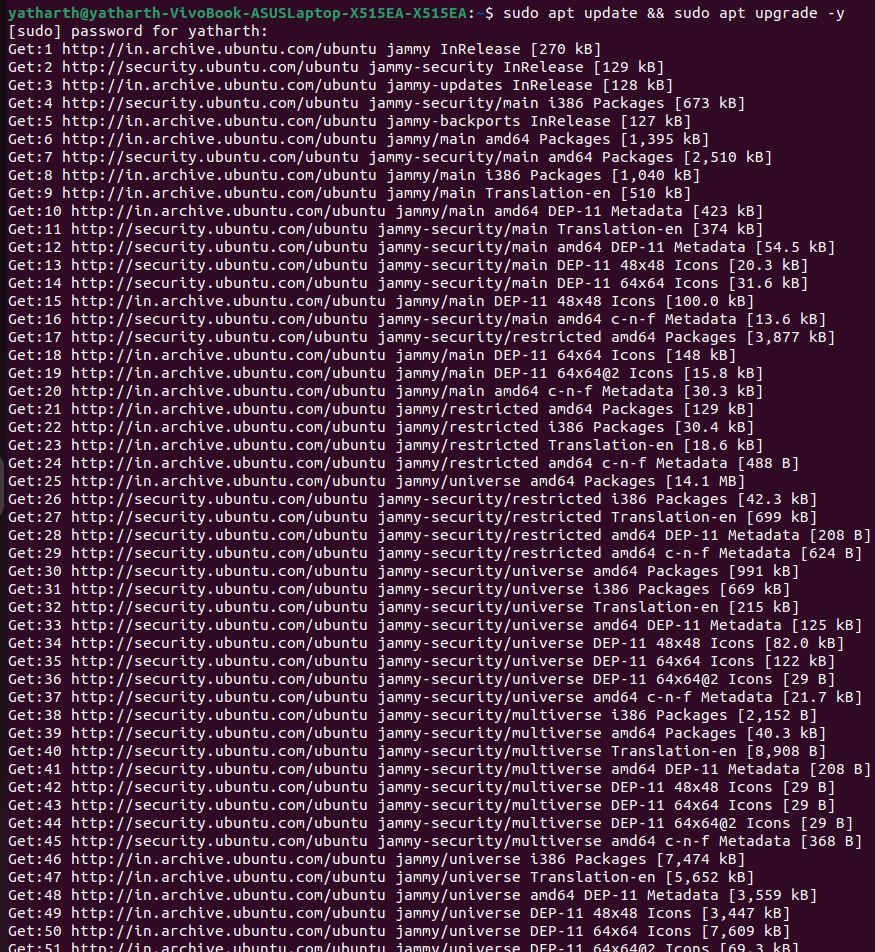 yatharth@yatharth-VivoBook-ASUSLaptop-X515EA-X515EA:~$ sudo apt update && sudo apt upgrade -y
[sudo] password for yatharth:
Get:1 http://in.archive.ubuntu.com/ubuntu jammy InRelease [270 kB]
Get:2 http://security.ubuntu.com/ubuntu jammy-security InRelease [129 kB]
Get:3 http://in.archive.ubuntu.com/ubuntu jammy-updates InRelease [128 kB]
Get:4 http://security.ubuntu.com/ubuntu jammy-security/main i386 Packages [673 kB]
Get:5 http://in.archive.ubuntu.com/ubuntu jammy-backports InRelease [127 kB]
Get:6 http://in.archive.ubuntu.com/ubuntu jammy/main amd64 Packages [1,395 kB]
Get:7 http://security.ubuntu.com/ubuntu jammy-security/main amd64 Packages [2,510 kB]
Get:8 http://in.archive.ubuntu.com/ubuntu jammy/main i386 Packages [1,040 kB]
Get:9 http://in.archive.ubuntu.com/ubuntu jammy/main Translation-en [510 kB]
Get:10 http://in.archive.ubuntu.com/ubuntu jammy/main amd64 DEP-11 Metadata [423 kB]
Get:11 http://security.ubuntu.com/ubuntu jammy-security/main Translation-en [374 kB]
Get:12 http://security.ubuntu.com/ubuntu jammy-security/main amd64 DEP-11 Metadata [54.5 kB]
Get:13 http://security.ubuntu.com/ubuntu jammy-security/main DEP-11 48x48 Icons [20.3 kB]
Get:14 http://security.ubuntu.com/ubuntu jammy-security/main DEP-11 64x64 Icons [31.6 kB]
Get:15 http://in.archive.ubuntu.com/ubuntu jammy/main DEP-11 48x48 Icons [100.0 kB]
Get:16 http://security.ubuntu.com/ubuntu jammy-security/main amd64 c-n-f Metadata [13.6 kB]
Get:17 http://security.ubuntu.com/ubuntu jammy-security/restricted amd64 Packages [3,877 kB]
Get:18 http://in.archive.ubuntu.com/ubuntu jammy/main DEP-11 64x64 Icons [148 kB]
Get:19 http://in.archive.ubuntu.com/ubuntu jammy/main DEP-11 64x64@2 Icons [15.8 kB]
Get:20 http://in.archive.ubuntu.com/ubuntu jammy/main amd64 c-n-f Metadata [30.3 kB]
Get:21 http://in.archive.ubuntu.com/ubuntu jammy/restricted amd64 Packages [129 kB]
Get:22 http://in.archive.ubuntu.com/ubuntu jammy/restricted i386 Packages [30.4 kB]
Get:23 http://in.archive.ubuntu.com/ubuntu jammy/restricted Translation-en [18.6 kB]
Get:24 http://in.archive.ubuntu.com/ubuntu jammy/restricted amd64 c-n-f Metadata [488 B]
Get:25 http://in.archive.ubuntu.com/ubuntu jammy/universe amd64 Packages [14.1 MB]
Get:26 http://security.ubuntu.com/ubuntu jammy-security/restricted i386 Packages [42.3 kB]
Get:27 http://security.ubuntu.com/ubuntu jammy-security/restricted Translation-en [699 kB]
Get:28 http://security.ubuntu.com/ubuntu jammy-security/restricted amd64 DEP-11 Metadata [208 B]
Get:29 http://security.ubuntu.com/ubuntu jammy-security/restricted amd64 c-n-f Metadata [624 B]
Get:30 http://security.ubuntu.com/ubuntu jammy-security/universe amd64 Packages [991 kB]
Get:31 http://security.ubuntu.com/ubuntu jammy-security/universe i386 Packages [669 kB]
Get:32 http://security.ubuntu.com/ubuntu jammy-security/universe Translation-en [215 kB]
Get:33 http://security.ubuntu.com/ubuntu jammy-security/universe amd64 DEP-11 Metadata [125 kB]
Get:34 http://security.ubuntu.com/ubuntu jammy-security/universe DEP-11 48x48 Icons [82.0 kB]
Get:35 http://security.ubuntu.com/ubuntu jammy-security/universe DEP-11 64x64 Icons [122 kB]
Get:36 http://security.ubuntu.com/ubuntu jammy-security/universe DEP-11 64x64@2 Icons [29 B]
Get:37 http://security.ubuntu.com/ubuntu jammy-security/universe amd64 c-n-f Metadata [21.7 kB]
Get:38 http://security.ubuntu.com/ubuntu jammy-security/multiverse i386 Packages [2,152 B]
Get:39 http://security.ubuntu.com/ubuntu jammy-security/multiverse amd64 Packages [40.3 kB]
Get:40 http://security.ubuntu.com/ubuntu jammy-security/multiverse Translation-en [8,908 B]
Get:41 http://security.ubuntu.com/ubuntu jammy-security/multiverse amd64 DEP-11 Metadata [208 B]
Get:42 http://security.ubuntu.com/ubuntu jammy-security/multiverse DEP-11 48x48 Icons [29 B]
Get:43 http://security.ubuntu.com/ubuntu jammy-security/multiverse DEP-11 64x64 Icons [29 B]
Get:44 http://security.ubuntu.com/ubuntu jammy-security/multiverse DEP-11 64x64@2 Icons [29 B]
Get:45 http://security.ubuntu.com/ubuntu jammy-security/multiverse amd64 c-n-f Metadata [368 B]
Get:46 http://in.archive.ubuntu.com/ubuntu jammy/universe i386 Packages [7,474 kB]
Get:47 http://in.archive.ubuntu.com/ubuntu jammy/universe Translation-en [5,652 kB]
Get:48 http://in.archive.ubuntu.com/ubuntu jammy/universe amd64 DEP-11 Metadata [3,559 kB]
Get:49 http://in.archive.ubuntu.com/ubuntu jammy/universe DEP-11 48x48 Icons [3,447 kB]
Get:50 http://in.archive.ubuntu.com/ubuntu jammy/universe DEP-11 64x64 Icons [7,609 kB]
Get:51 http://in.archive.ubuntu.com/ubuntu jammy/universe DEP-11 64x64@2 Icons [69.3 kB]